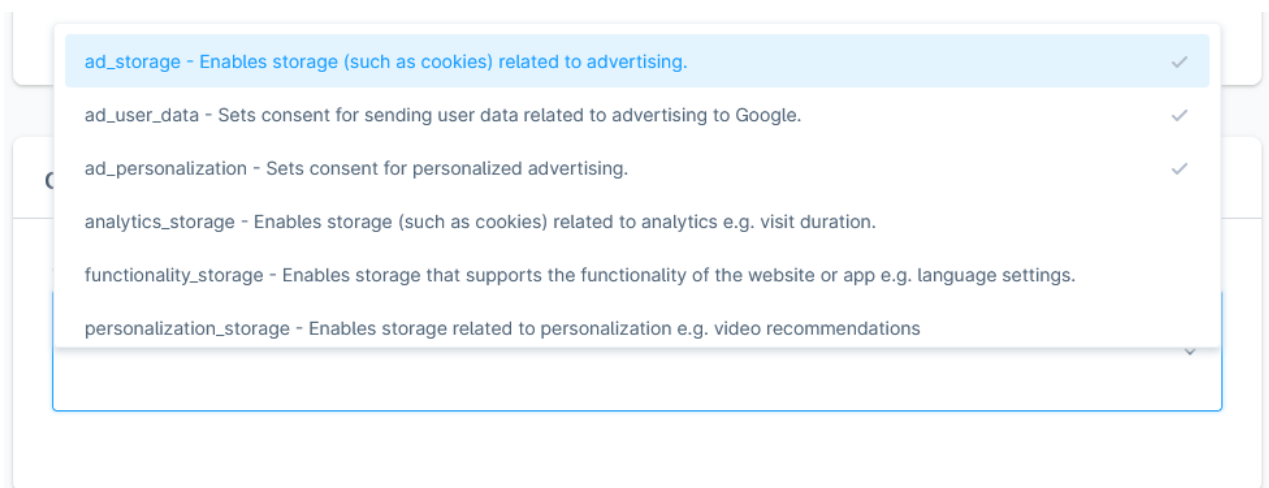 ad_storage - Enables storage (such as cookies) related to advertising.
ad_user_data - Sets consent for sending user data related to advertising to Google.
ad_personalization - Sets consent for personalized advertising.
analytics_storage - Enables storage (such as cookies) related to analytics e.g. visit duration.
functionality_storage - Enables storage that supports the functionality of the website or app e.g. language settings.
personalization_storage - Enables storage related to personalization e.g. video recommendations